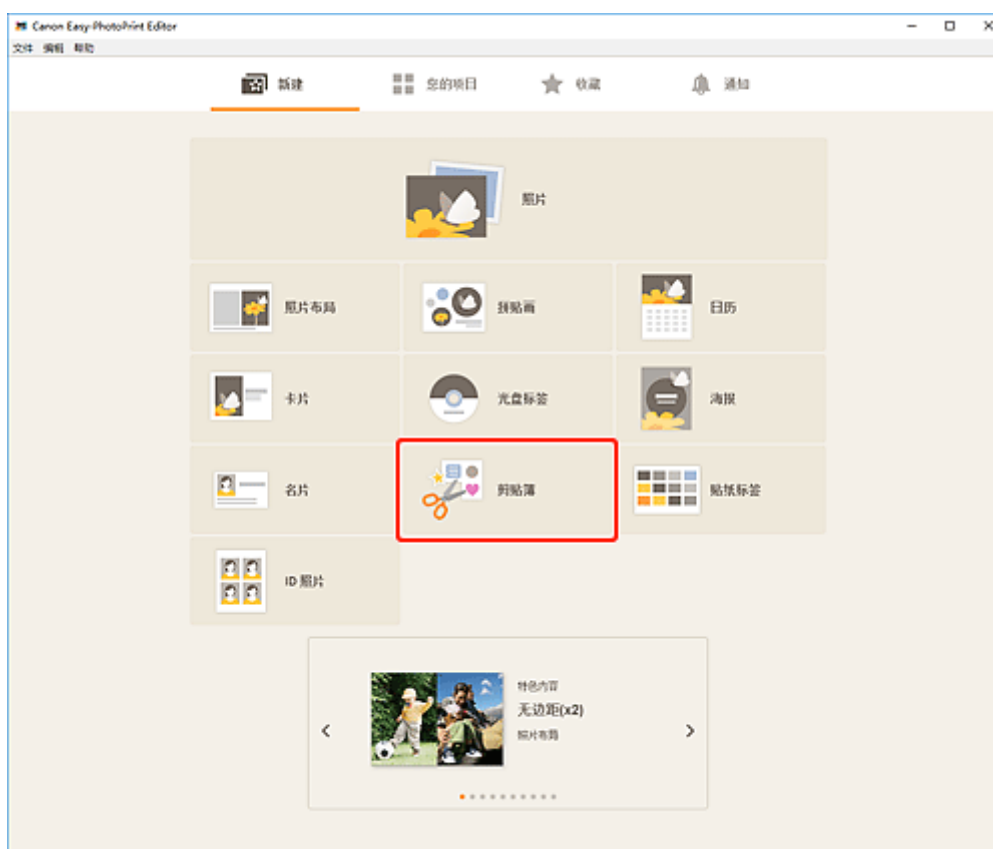 Canon Easy-PhotoPrint Editor
文件 编辑 帮助
新建 您的项目 收藏 通知
照片
照片布局 拼贴画 日历
卡片 光盘标签 海报
名片 剪贴簿 贴纸标签
ID 照片
特色内容
无边距(x2)
照片布局